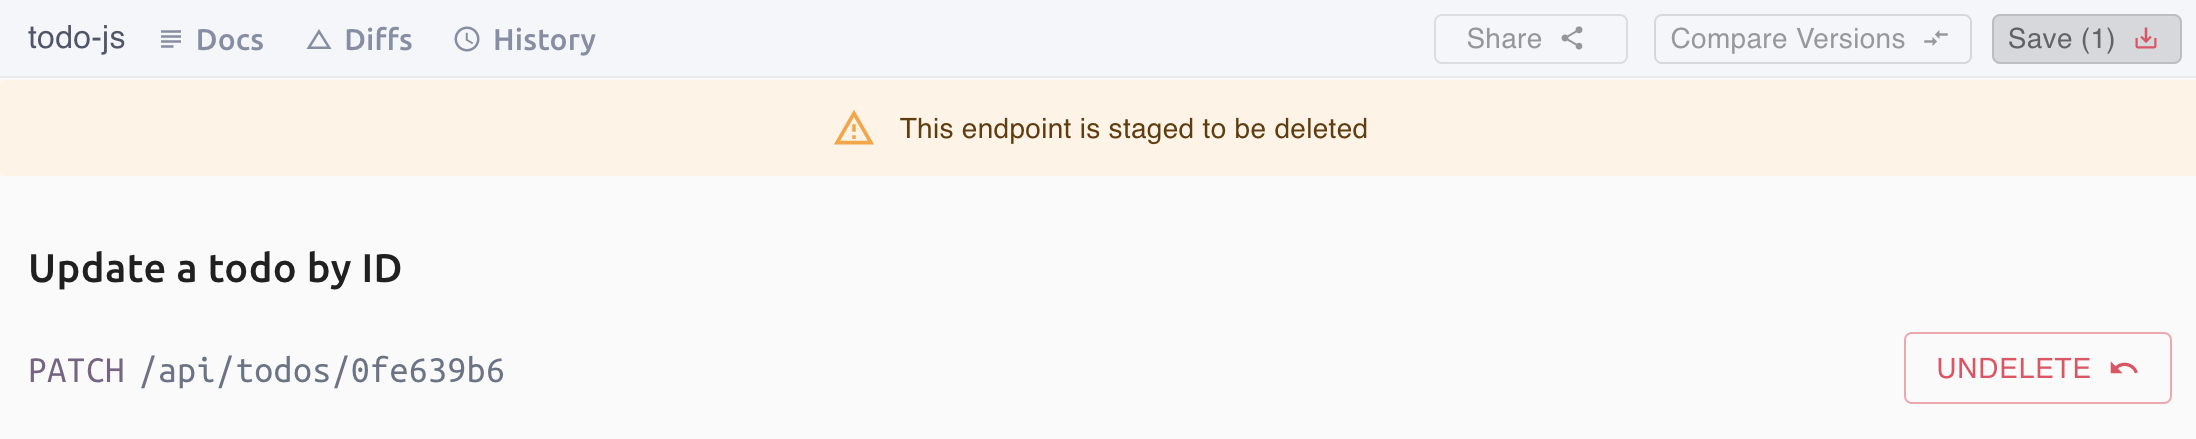 todo-js Docs Diffs History Share Compare Versions Save (1)
This endpoint is staged to be deleted
Update a todo by ID
PATCH /api/todos/0fe639b6 UNDELETE